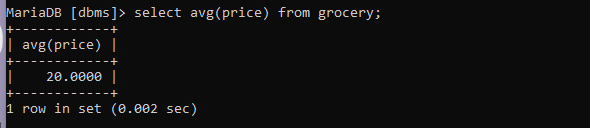 MariaDB [dbms]> select avg(price) from grocery;
+------------+
| avg(price) |
+------------+
|    20.0000 |
+------------+
1 row in set (0.002 sec)